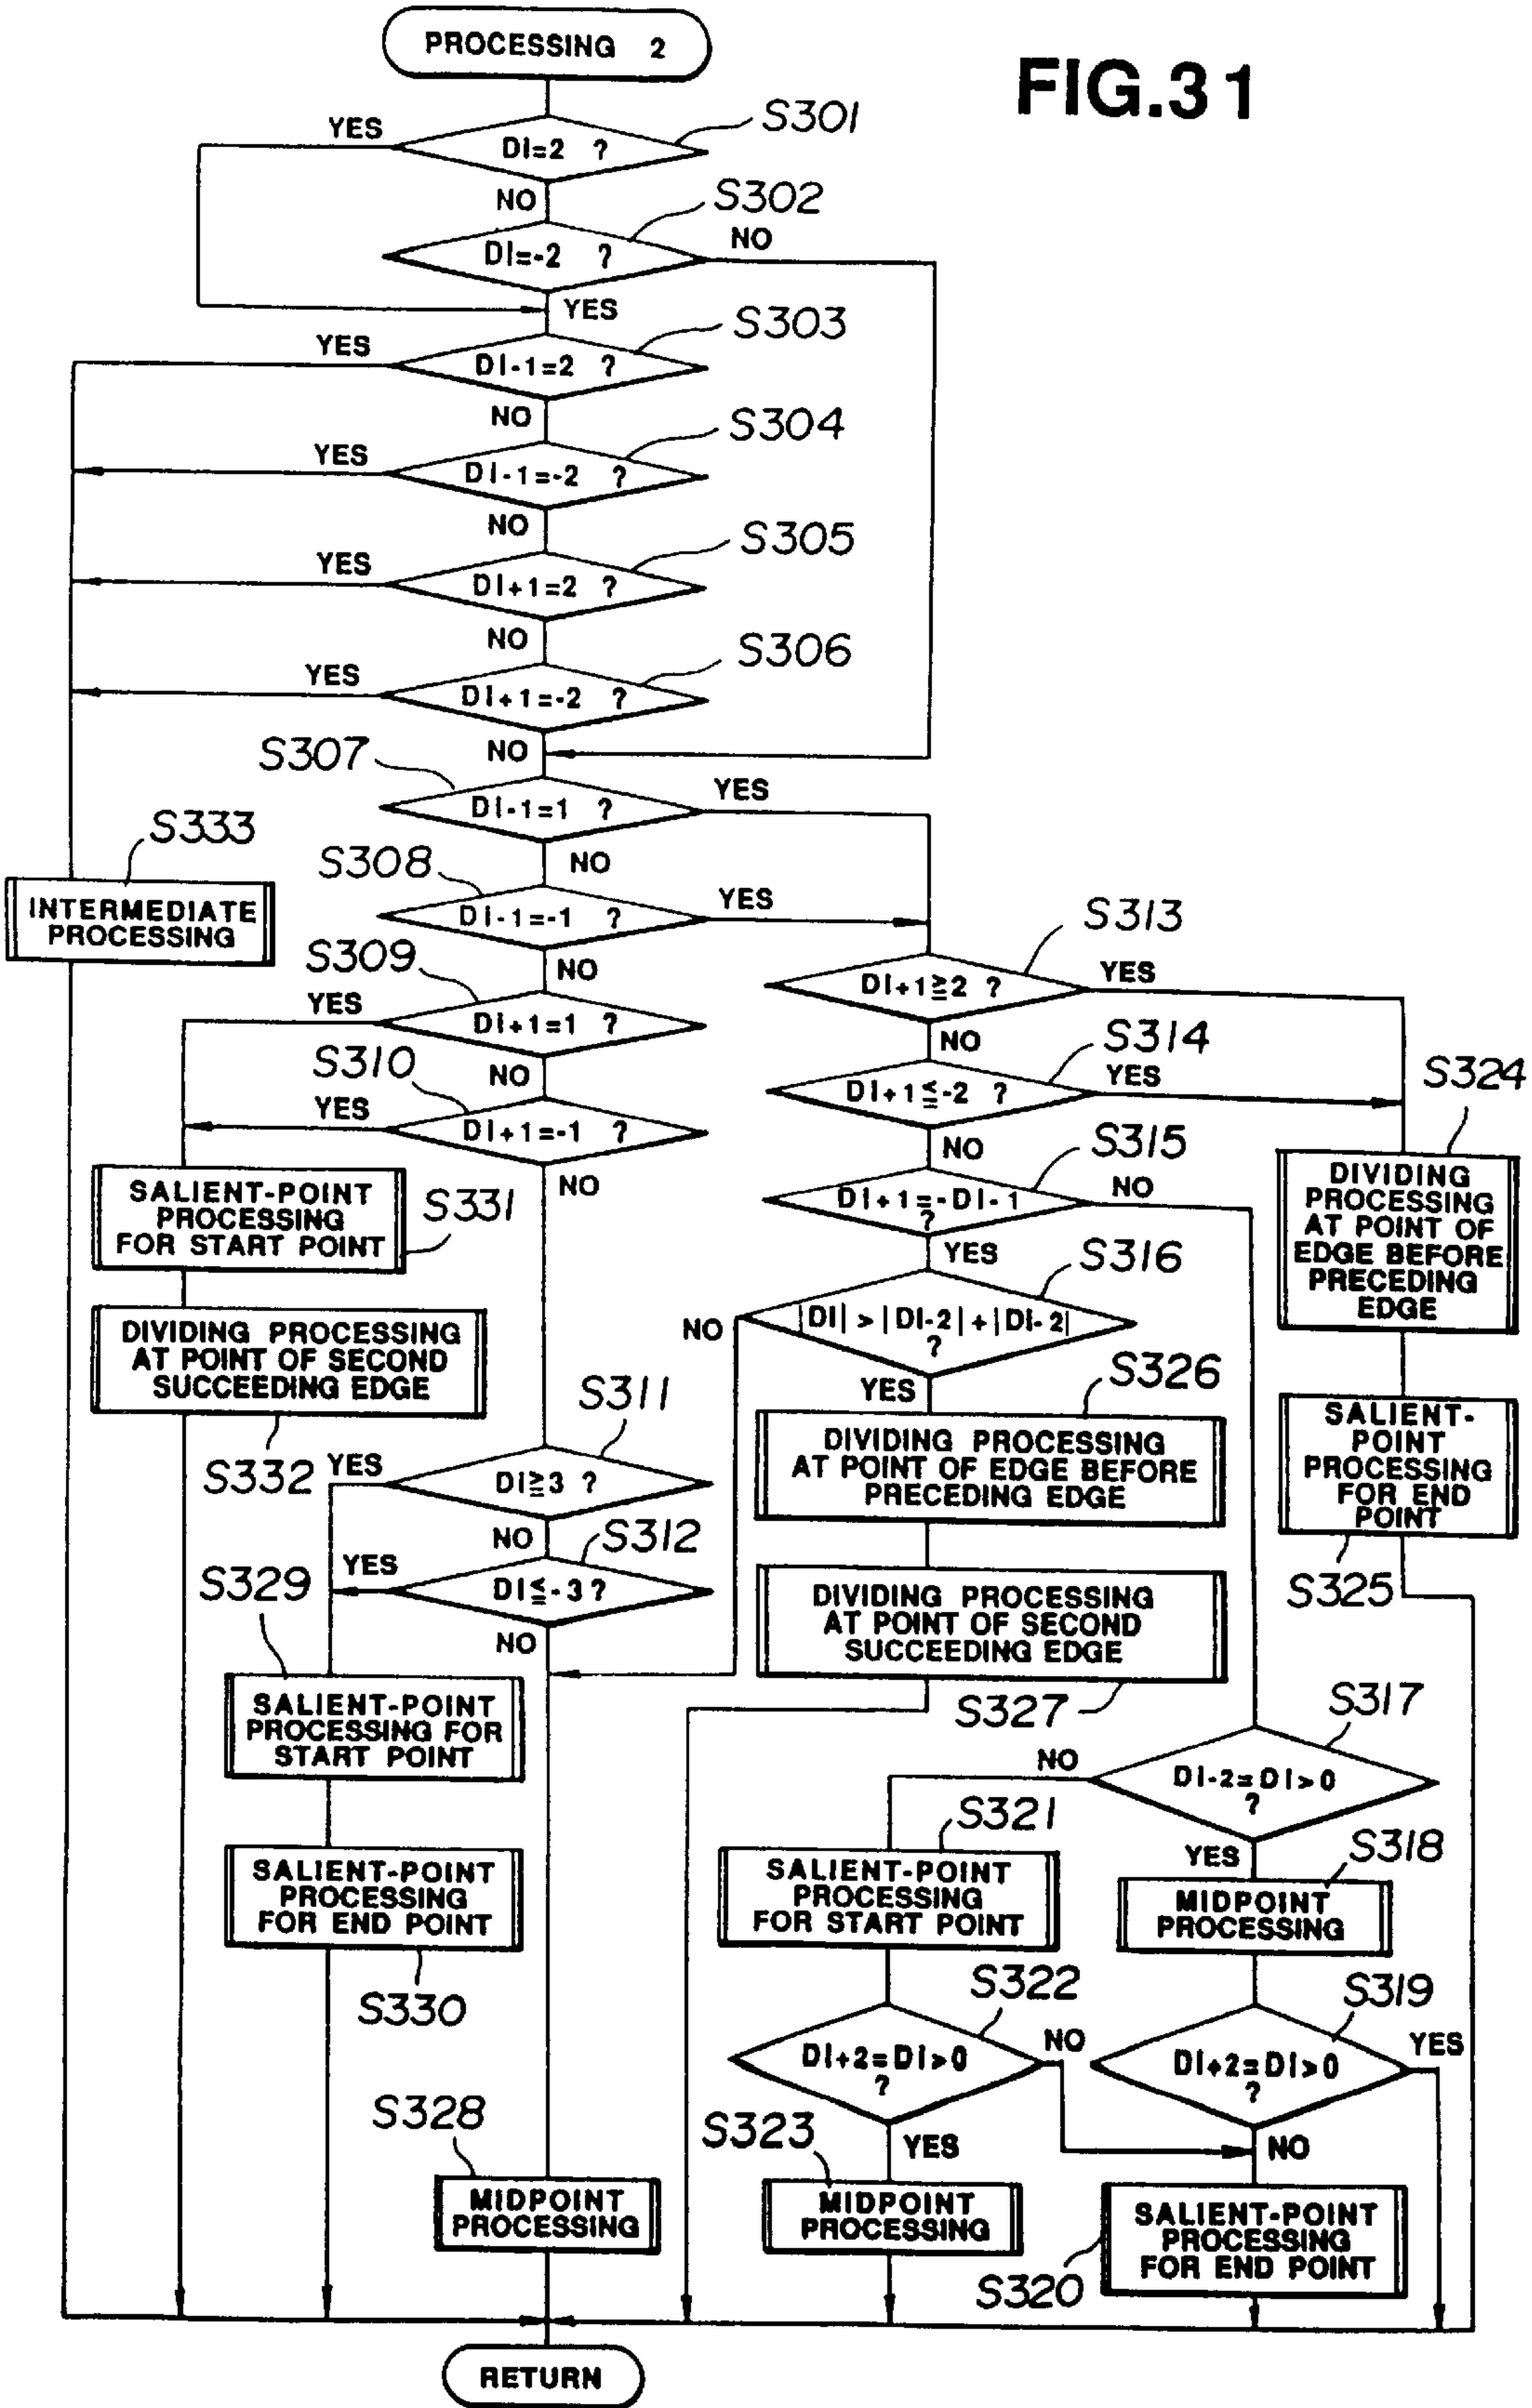 FIG.31
PROCESSING 2
S301
YES
DI=2 ?
NO
S302
DI=-2 ?
NO
YES
S303
YES
DI-1=2 ?
NO
S304
YES
DI-1=-2 ?
NO
S305
YES
DI+1=2 ?
NO
S306
YES
DI+1=-2 ?
NO
S307
DI-1=1 ?
YES
NO
S333
INTERMEDIATE
PROCESSING
S308
DI-1=-1 ?
YES
NO
S309
YES
DI+1=1 ?
NO
S310
YES
DI+1=-1 ?
NO
S313
DI+1≧2 ?
YES
NO
S314
DI+1≦-2 ?
YES
NO
S315
DI+1=-DI-1
?
NO
YES
S316
|DI|>|DI-2|+|DI-2|
?
NO
YES
S324
DIVIDING
PROCESSING
AT POINT OF
EDGE BEFORE
PRECEDING
EDGE
SALIENT-
POINT
PROCESSING
FOR END
POINT
S325
SALIENT-POINT
PROCESSING
FOR START POINT
S331
DIVIDING PROCESSING
AT POINT OF SECOND
SUCCEEDING EDGE
S332
S311
YES
DI≧3 ?
NO
S312
YES
DI≦-3 ?
NO
S326
DIVIDING PROCESSING
AT POINT OF EDGE BEFORE
PRECEDING EDGE
DIVIDING PROCESSING
AT POINT OF SECOND
SUCCEEDING EDGE
S327
S329
SALIENT-POINT
PROCESSING FOR
START POINT
SALIENT-POINT
PROCESSING
FOR END POINT
S330
S317
NO
DI-2=DI>0
?
YES
S318
MIDPOINT
PROCESSING
S321
SALIENT-POINT
PROCESSING
FOR START POINT
S322
DI+2=DI>0
?
NO
YES
S319
DI+2=DI>0
?
YES
NO
S323
MIDPOINT
PROCESSING
SALIENT-POINT
PROCESSING
FOR END POINT
S320
S328
MIDPOINT
PROCESSING
RETURN